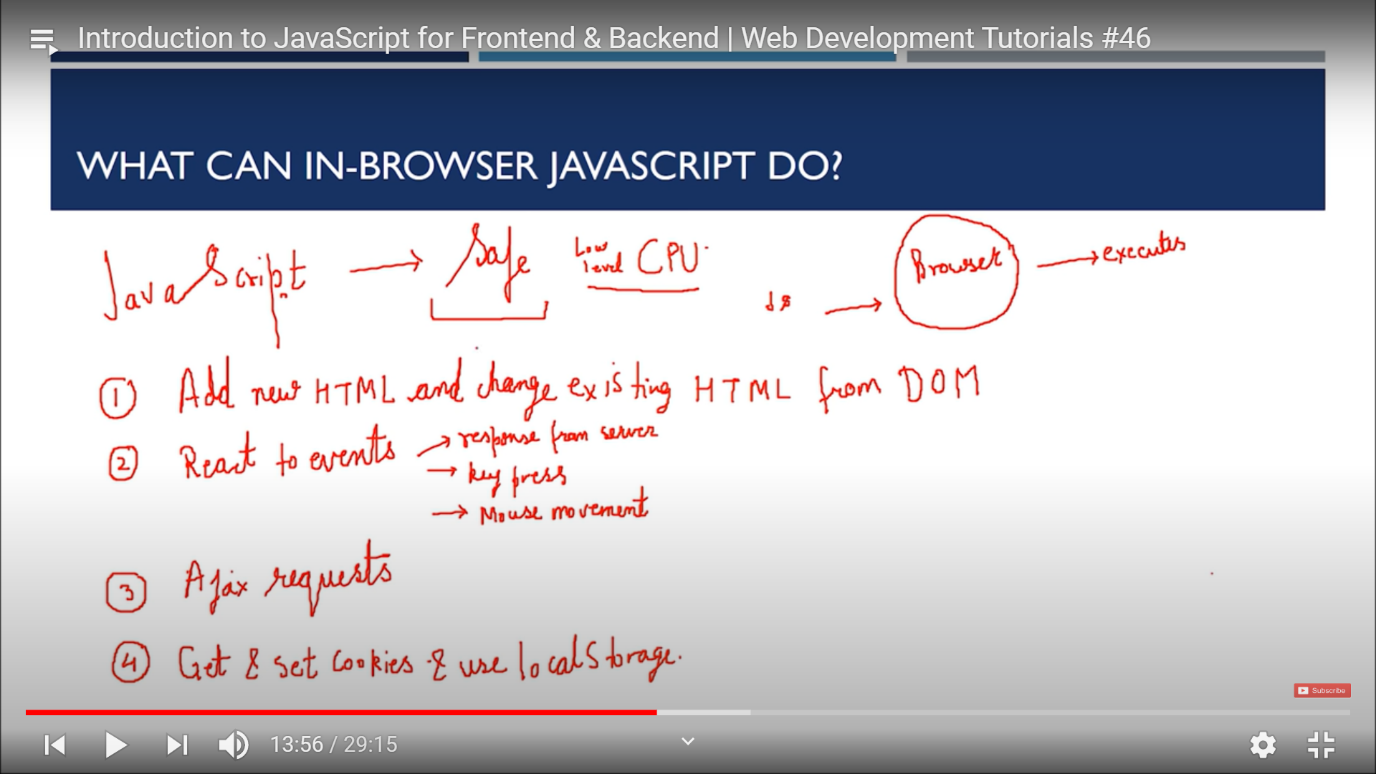 Introduction to JavaScript for Frontend & Backend | Web Development Tutorials #46
WHAT CAN IN-BROWSER JAVASCRIPT DO?
JavaScript → Safe Low level CPU
JS → Browser → executes
① Add new HTML and change existing HTML from DOM
② React to events → response from server
→ key press
→ Mouse movement
③ Ajax requests
④ Get & set cookies & use localStorage.
Subscribe
13:56 / 29:15